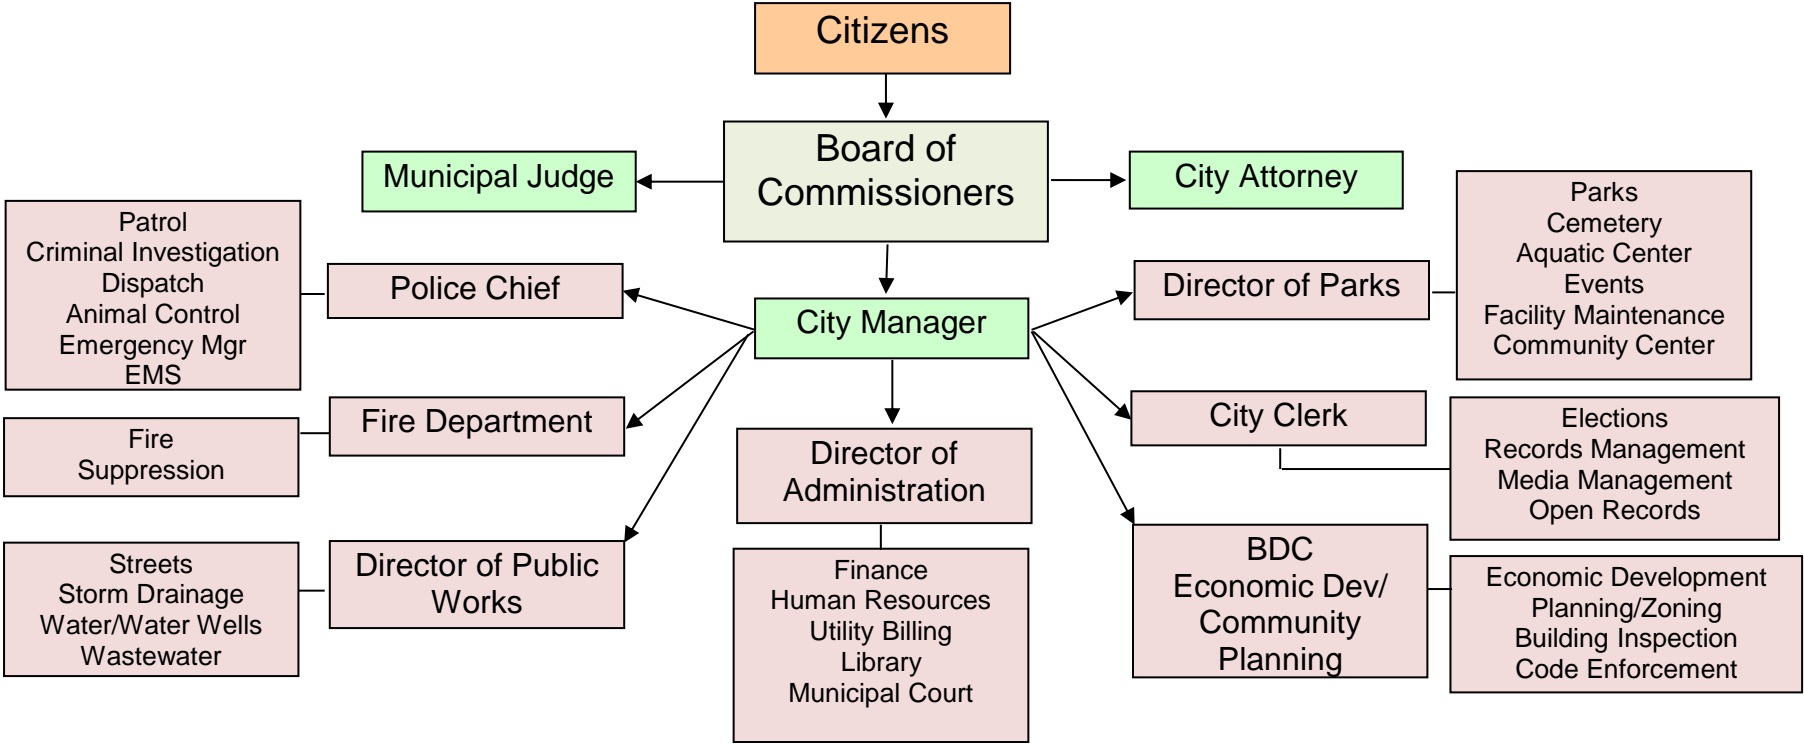 Citizens
Board of
Commissioners
Municipal Judge
City Attorney
Patrol
Criminal Investigation
Dispatch
Animal Control
Emergency Mgr
EMS
Police Chief
City Manager
Director of Parks
Parks
Cemetery
Aquatic Center
Events
Facility Maintenance
Community Center
Fire
Suppression
Fire Department
Director of
Administration
City Clerk
Elections
Records Management
Media Management
Open Records
Streets
Storm Drainage
Water/Water Wells
Wastewater
Director of Public
Works
Finance
Human Resources
Utility Billing
Library
Municipal Court
BDC
Economic Dev/
Community
Planning
Economic Development
Planning/Zoning
Building Inspection
Code Enforcement